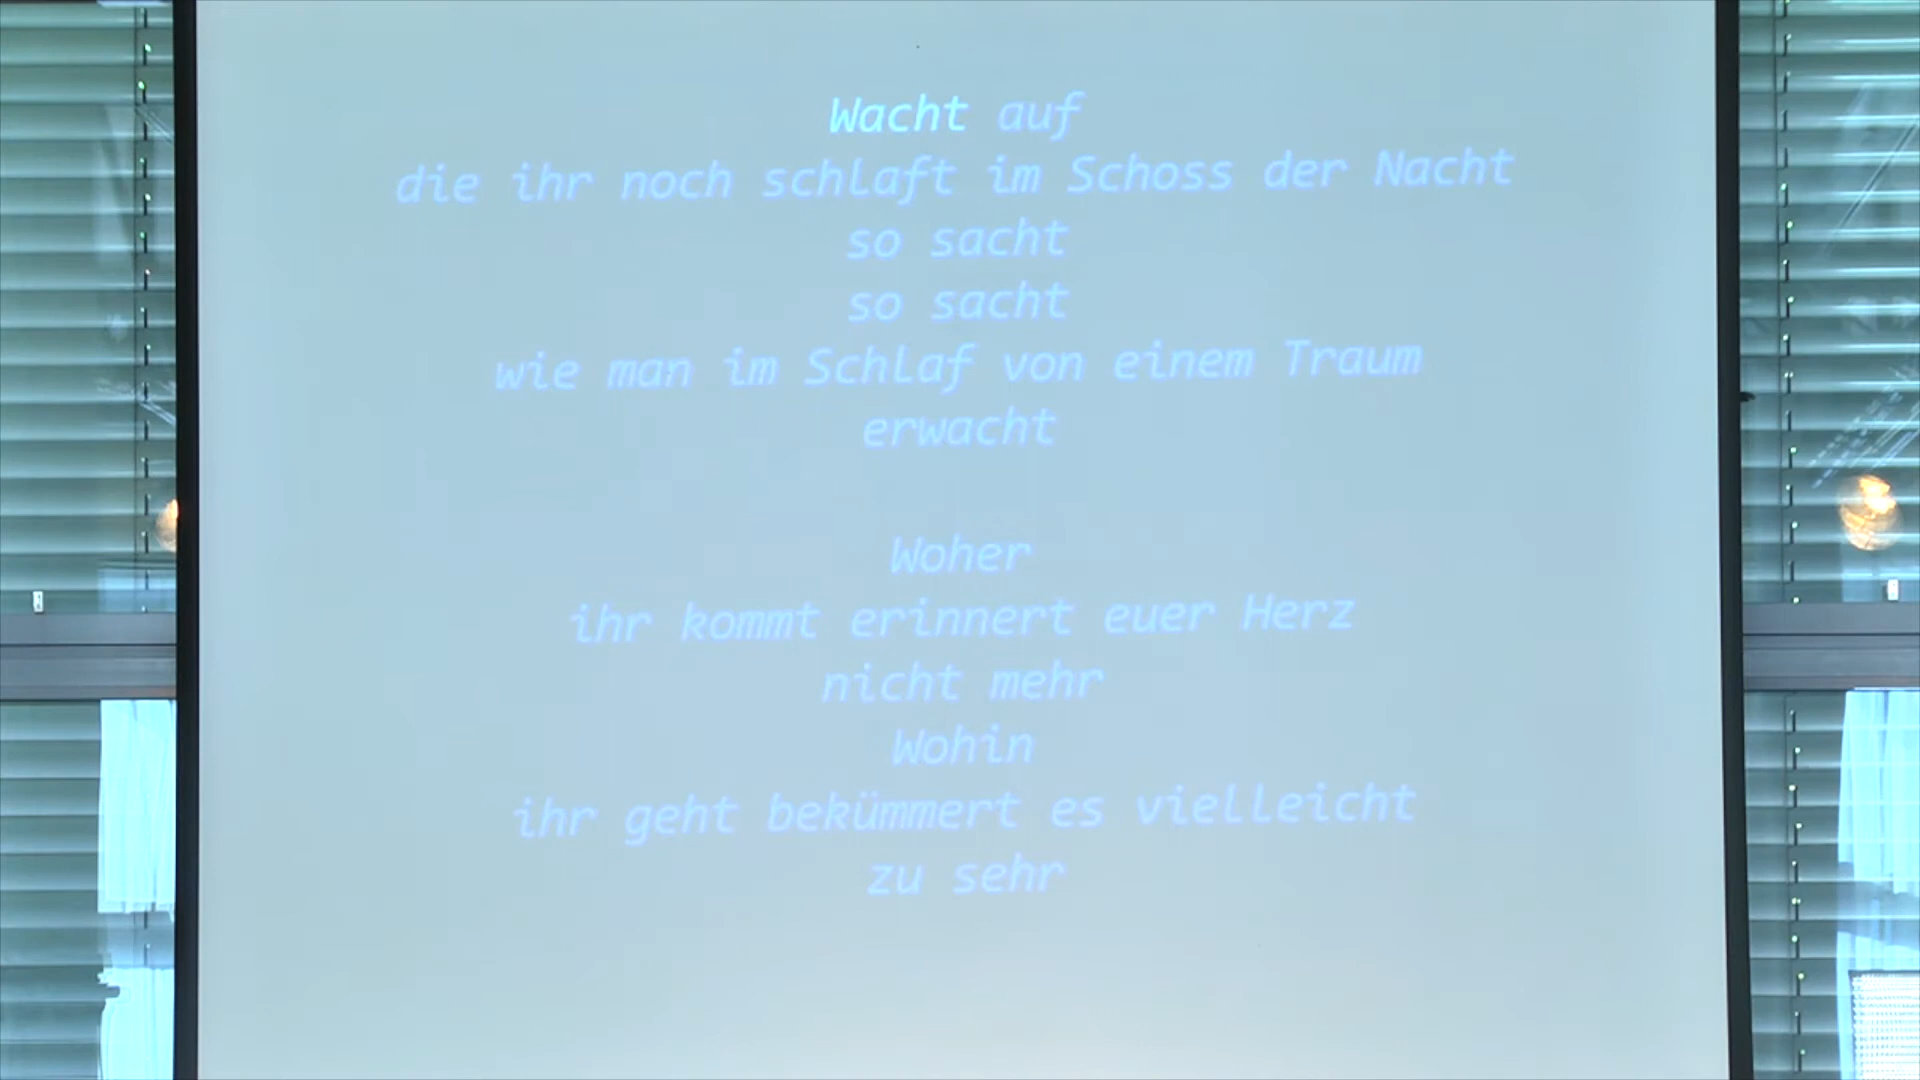 Wacht auf
die ihr noch schlaft im Schoss der Nacht
so sacht
so sacht
wie man im Schlaf von einem Traum
erwacht
Woher
ihr kommt erinnert euer Herz
nicht mehr
Wohin
ihr geht bekümmert es vielleicht
zu sehr